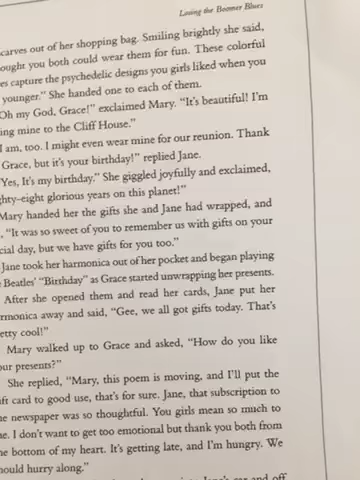 Losing the Boomer Blues
carves out of her shopping bag. Smiling brightly she said,
ought you both could wear them for fun. These colorful
es capture the psychedelic designs you girls liked when you
younger.” She handed one to each of them.
Oh my God, Grace!” exclaimed Mary. “It’s beautiful! I’m
ing mine to the Cliff House.”
I am, too. I might even wear mine for our reunion. Thank
Grace, but it’s your birthday!” replied Jane.
Yes, It’s my birthday.” She giggled joyfully and exclaimed,
ghty-eight glorious years on this planet!”
Mary handed her the gifts she and Jane had wrapped, and
, “It was so sweet of you to remember us with gifts on your
cial day, but we have gifts for you too.”
Jane took her harmonica out of her pocket and began playing
Beatles’ “Birthday” as Grace started unwrapping her presents.
After she opened them and read her cards, Jane put her
rmonica away and said, “Gee, we all got gifts today. That’s
etty cool!”
Mary walked up to Grace and asked, “How do you like
ur presents?”
She replied, “Mary, this poem is moving, and I’ll put the
ift card to good use, that’s for sure. Jane, that subscription to
he newspaper was so thoughtful. You girls mean so much to
e. I don’t want to get too emotional but thank you both from
he bottom of my heart. It’s getting late, and I’m hungry. We
hould hurry along.”